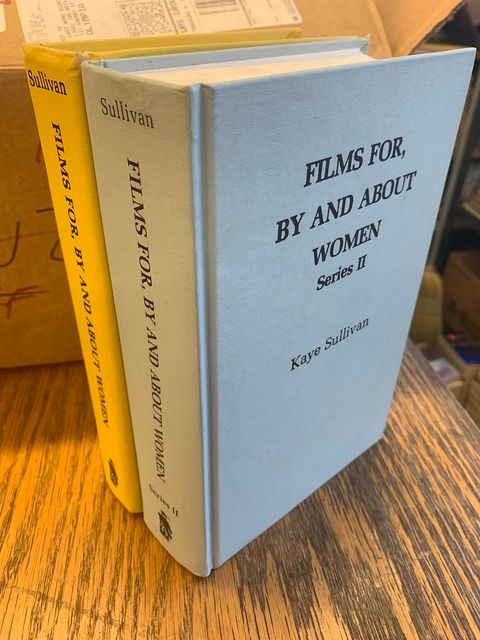 Sullivan
FILMS FOR, BY AND ABOUT WOMEN
Sullivan
FILMS FOR, BY AND ABOUT WOMEN
Series II
FILMS FOR,
BY AND ABOUT
WOMEN
Series II
Kaye Sullivan